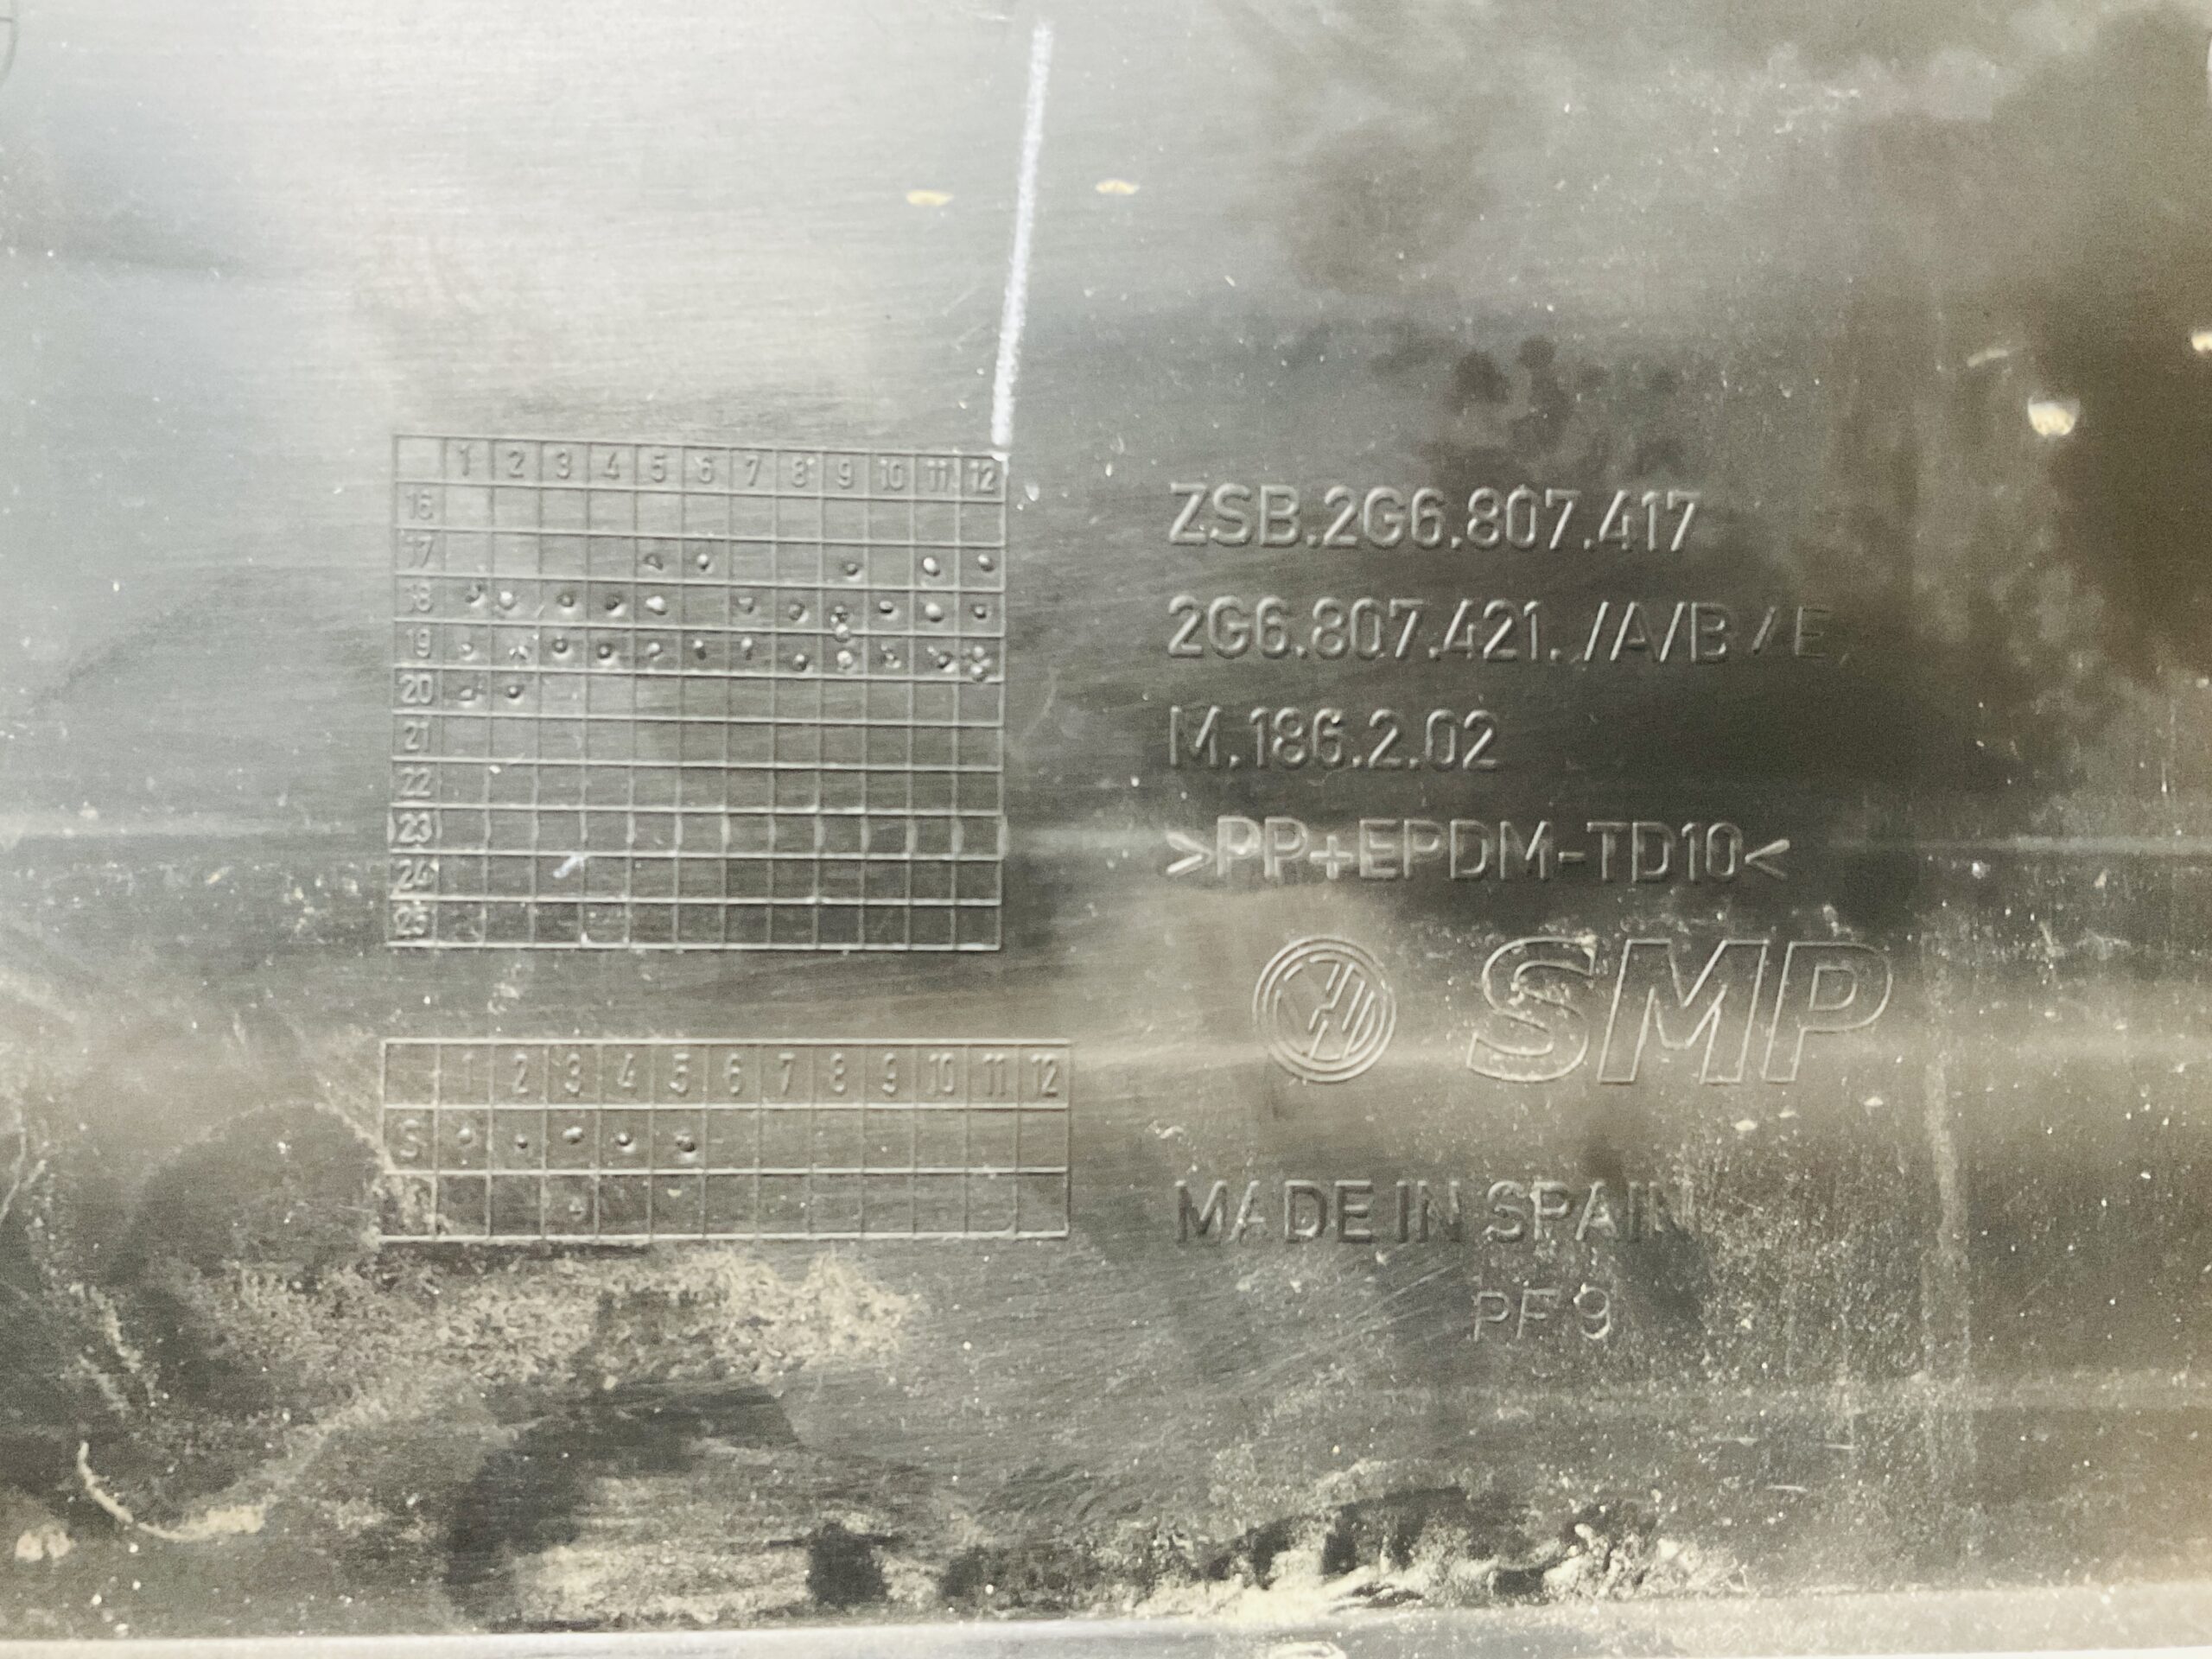 1 2 3 4 5 6 7 8 9 10 11 12
16
17
18
19
20
21
22
23
24
25
ZSB.2G6.807.417
2G6.807.421./A/B/E
M.186.2.02
>PP+EPDM-TD10<
VW SMP
1 2 3 4 5 6 7 8 9 10 11 12
S
MADE IN SPAIN
PF9